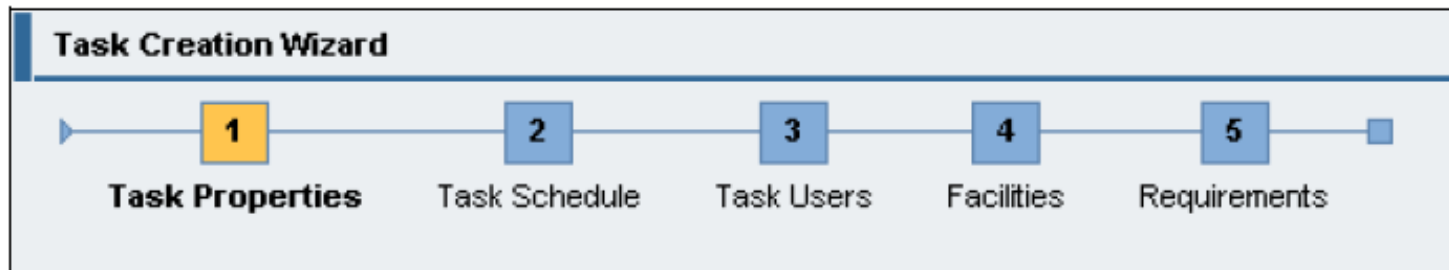 Task Creation Wizard
1 2 3 4 5
Task Properties Task Schedule Task Users Facilities Requirements